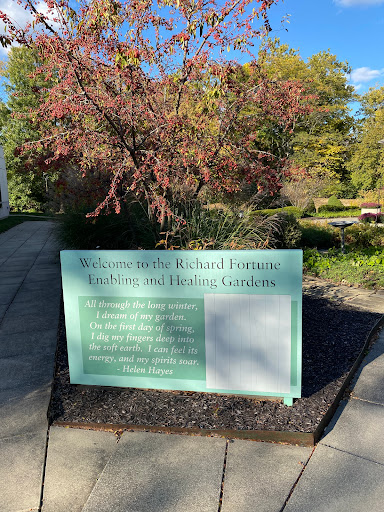 Welcome to the Richard Fortune
Enabling and Healing Gardens
All through the long winter,
I dream of my garden.
On the first day of spring,
I dig my fingers deep into
the soft earth. I can feel its
energy, and my spirits soar.
- Helen Hayes